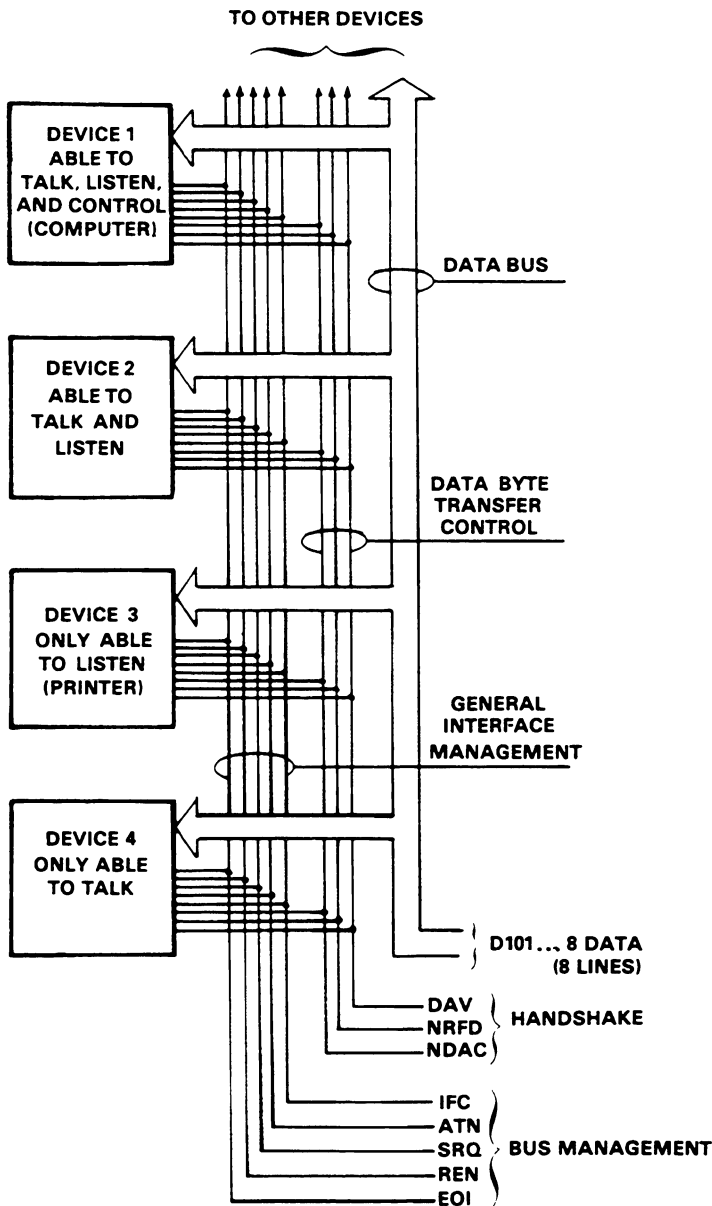 TO OTHER DEVICES
DEVICE 1
ABLE TO
TALK, LISTEN,
AND CONTROL
(COMPUTER)
DATA BUS
DEVICE 2
ABLE TO
TALK AND
LISTEN
DATA BYTE
TRANSFER
CONTROL
DEVICE 3
ONLY ABLE
TO LISTEN
(PRINTER)
GENERAL
INTERFACE
MANAGEMENT
DEVICE 4
ONLY ABLE
TO TALK
D101... 8 DATA
(8 LINES)
DAV
NRFD
NDAC
HANDSHAKE
IFC
ATN
SRQ
REN
EOI
BUS MANAGEMENT